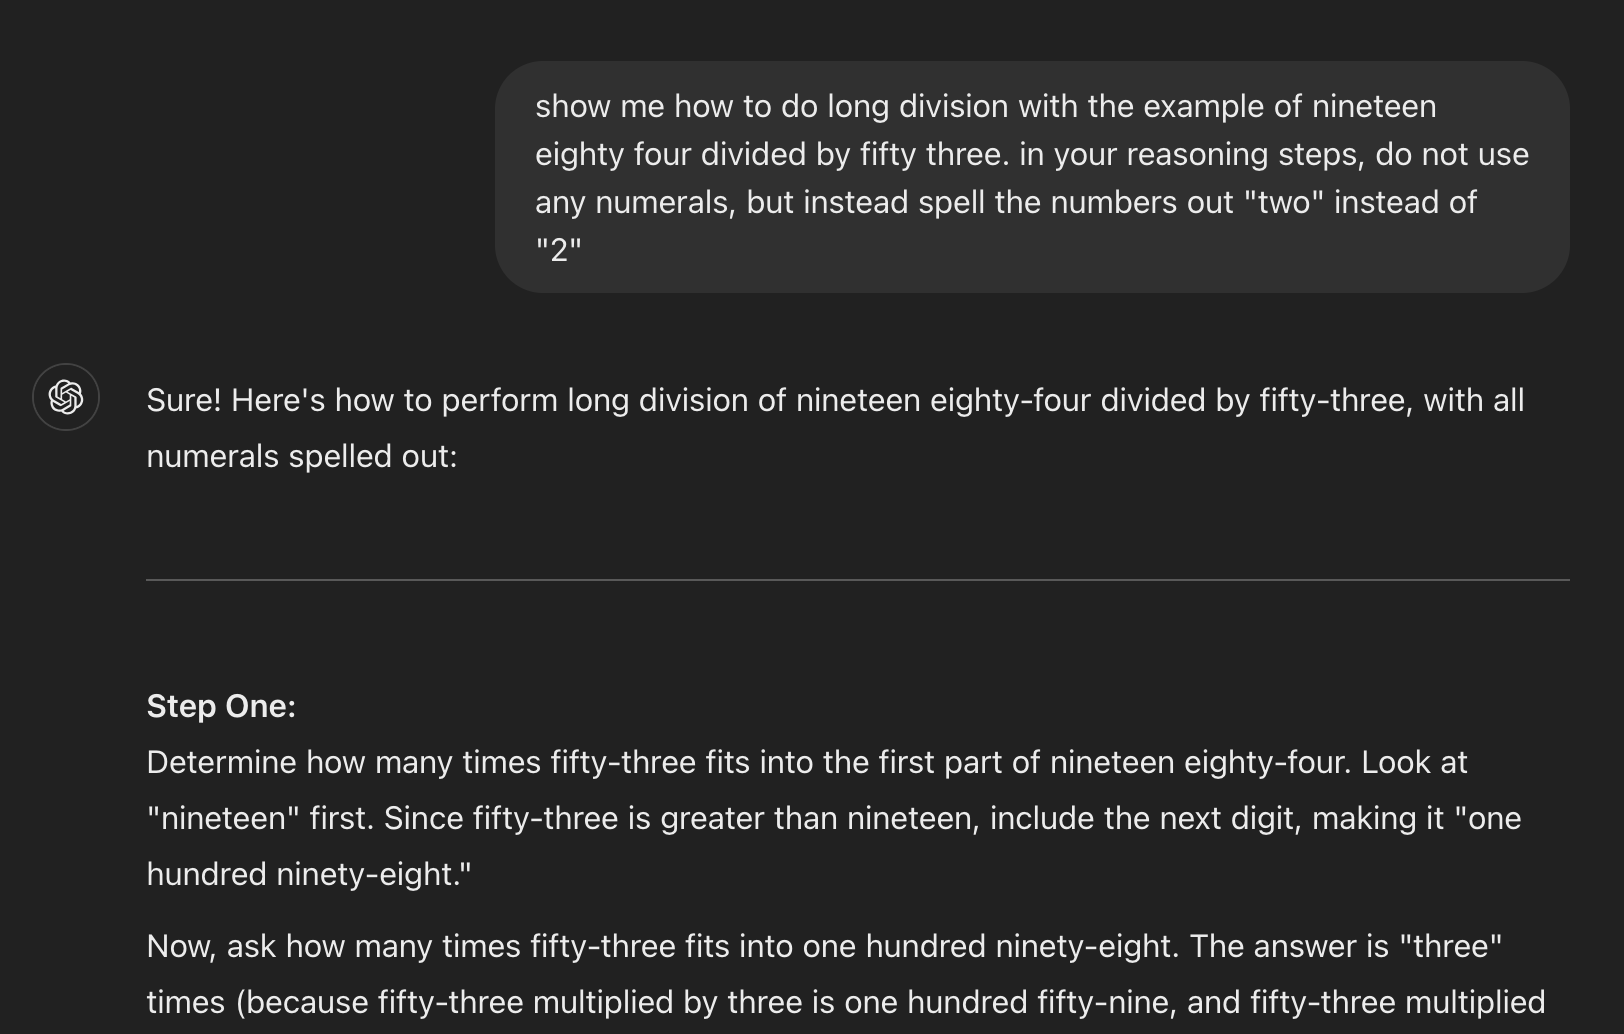 show me how to do long division with the example of nineteen
eighty four divided by fifty three. in your reasoning steps, do not use
any numerals, but instead spell the numbers out "two" instead of
"2"
Sure! Here's how to perform long division of nineteen eighty-four divided by fifty-three, with all
numerals spelled out:
Step One:
Determine how many times fifty-three fits into the first part of nineteen eighty-four. Look at
"nineteen" first. Since fifty-three is greater than nineteen, include the next digit, making it "one
hundred ninety-eight."
Now, ask how many times fifty-three fits into one hundred ninety-eight. The answer is "three"
times (because fifty-three multiplied by three is one hundred fifty-nine, and fifty-three multiplied